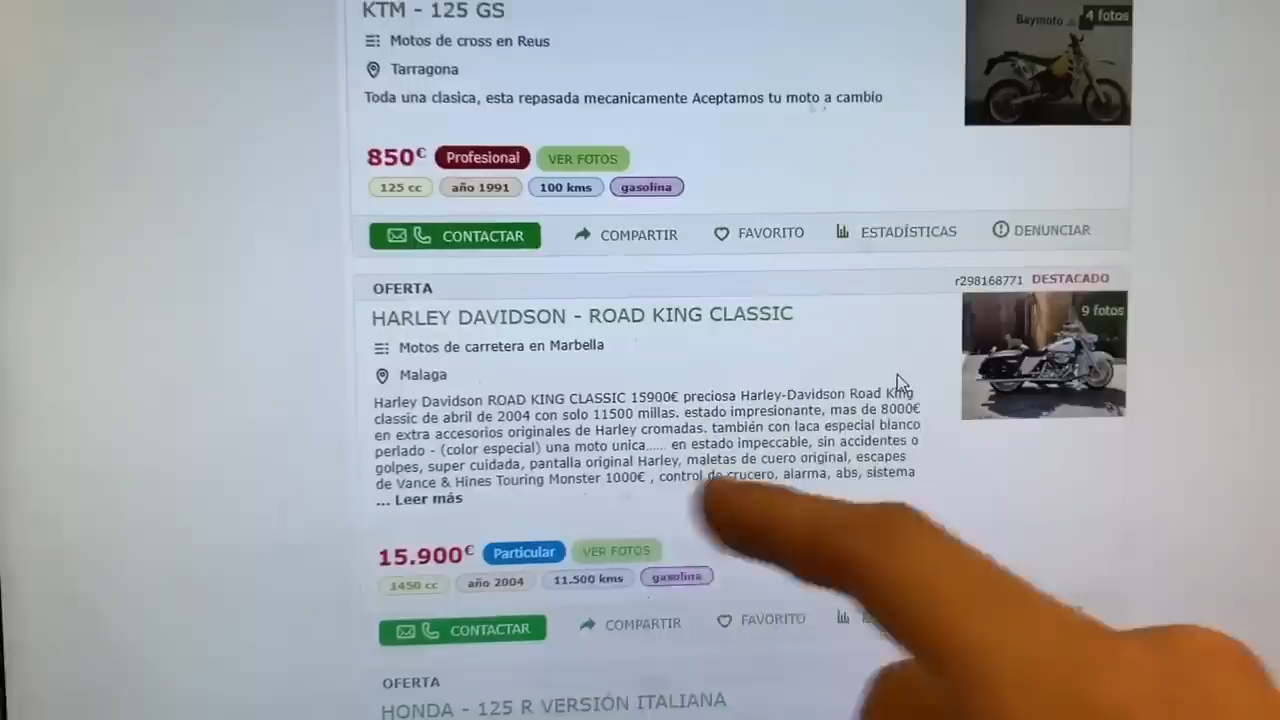 KTM - 125 GS
Baymoto
4 fotos
Motos de cross en Reus
Tarragona
Toda una clasica, esta repasada mecanicamente Aceptamos tu moto a cambio
850€ Profesional VER FOTOS
125 cc año 1991 100 kms gasolina
CONTACTAR COMPARTIR FAVORITO ESTADÍSTICAS DENUNCIAR
OFERTA r298168771 DESTACADO
HARLEY DAVIDSON - ROAD KING CLASSIC
9 fotos
Motos de carretera en Marbella
Malaga
Harley Davidson ROAD KING CLASSIC 15900€ preciosa Harley-Davidson Road King
classic de abril de 2004 con solo 11500 millas. estado impresionante, mas de 8000€
en extra accesorios originales de Harley cromadas. también con laca especial blanco
perlado - (color especial) una moto unica..... en estado impeccable, sin accidentes o
golpes, super cuidada, pantalla original Harley, maletas de cuero original, escapes
de Vance & Hines Touring Monster 1000€ , control de crucero, alarma, abs, sistema
... Leer más
15.900€ Particular VER FOTOS
1450 cc año 2004 11.500 kms gasolina
CONTACTAR COMPARTIR FAVORITO
OFERTA
HONDA - 125 R VERSIÓN ITALIANA